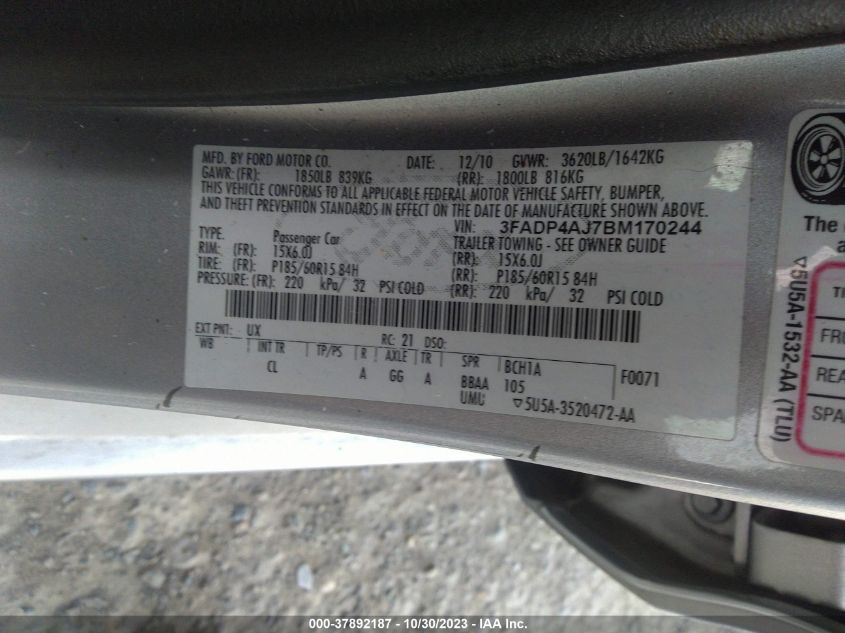 MFD. BY FORD MOTOR CO. DATE: 12/10 GVWR: 3620LB/1642KG
GAWR:(FR): 1850LB 839KG (RR): 1800LB 816KG
THIS VEHICLE CONFORMS TO ALL APPLICABLE FEDERAL MOTOR VEHICLE SAFETY, BUMPER,
AND THEFT PREVENTION STANDARDS IN EFFECT ON THE DATE OF MANUFACTURE SHOWN ABOVE.
VIN: 3FADP4AJ7BM170244
TYPE: Passenger Car TRAILER TOWING - SEE OWNER GUIDE
RIM: (FR): 15X6.0J (RR): 15X6.0J
TIRE: (FR): P185/60R15 84H (RR): P185/60R15 84H
PRESSURE:(FR): 220 kPa/ 32 PSI COLD (RR): 220 kPa/ 32 PSI COLD
EXT PNT: UX RC: 21 DSO:
WB INT TR TP/PS R AXLE TR SPR BCH1A F0071
CL A GG A BBAA 105
UMU ▽5U5A-3520472-AA
The
▽5U5A-1532-AA (TLU)
FRO
REA
SPA
000-37892187 - 10/30/2023 - IAA Inc.